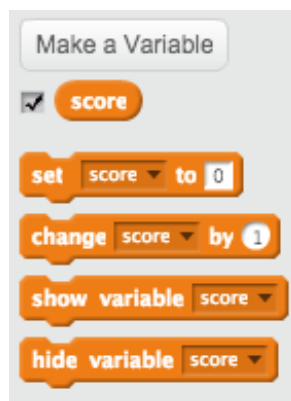 Make a Variable
score
set score to 0
change score by 1
show variable score
hide variable score